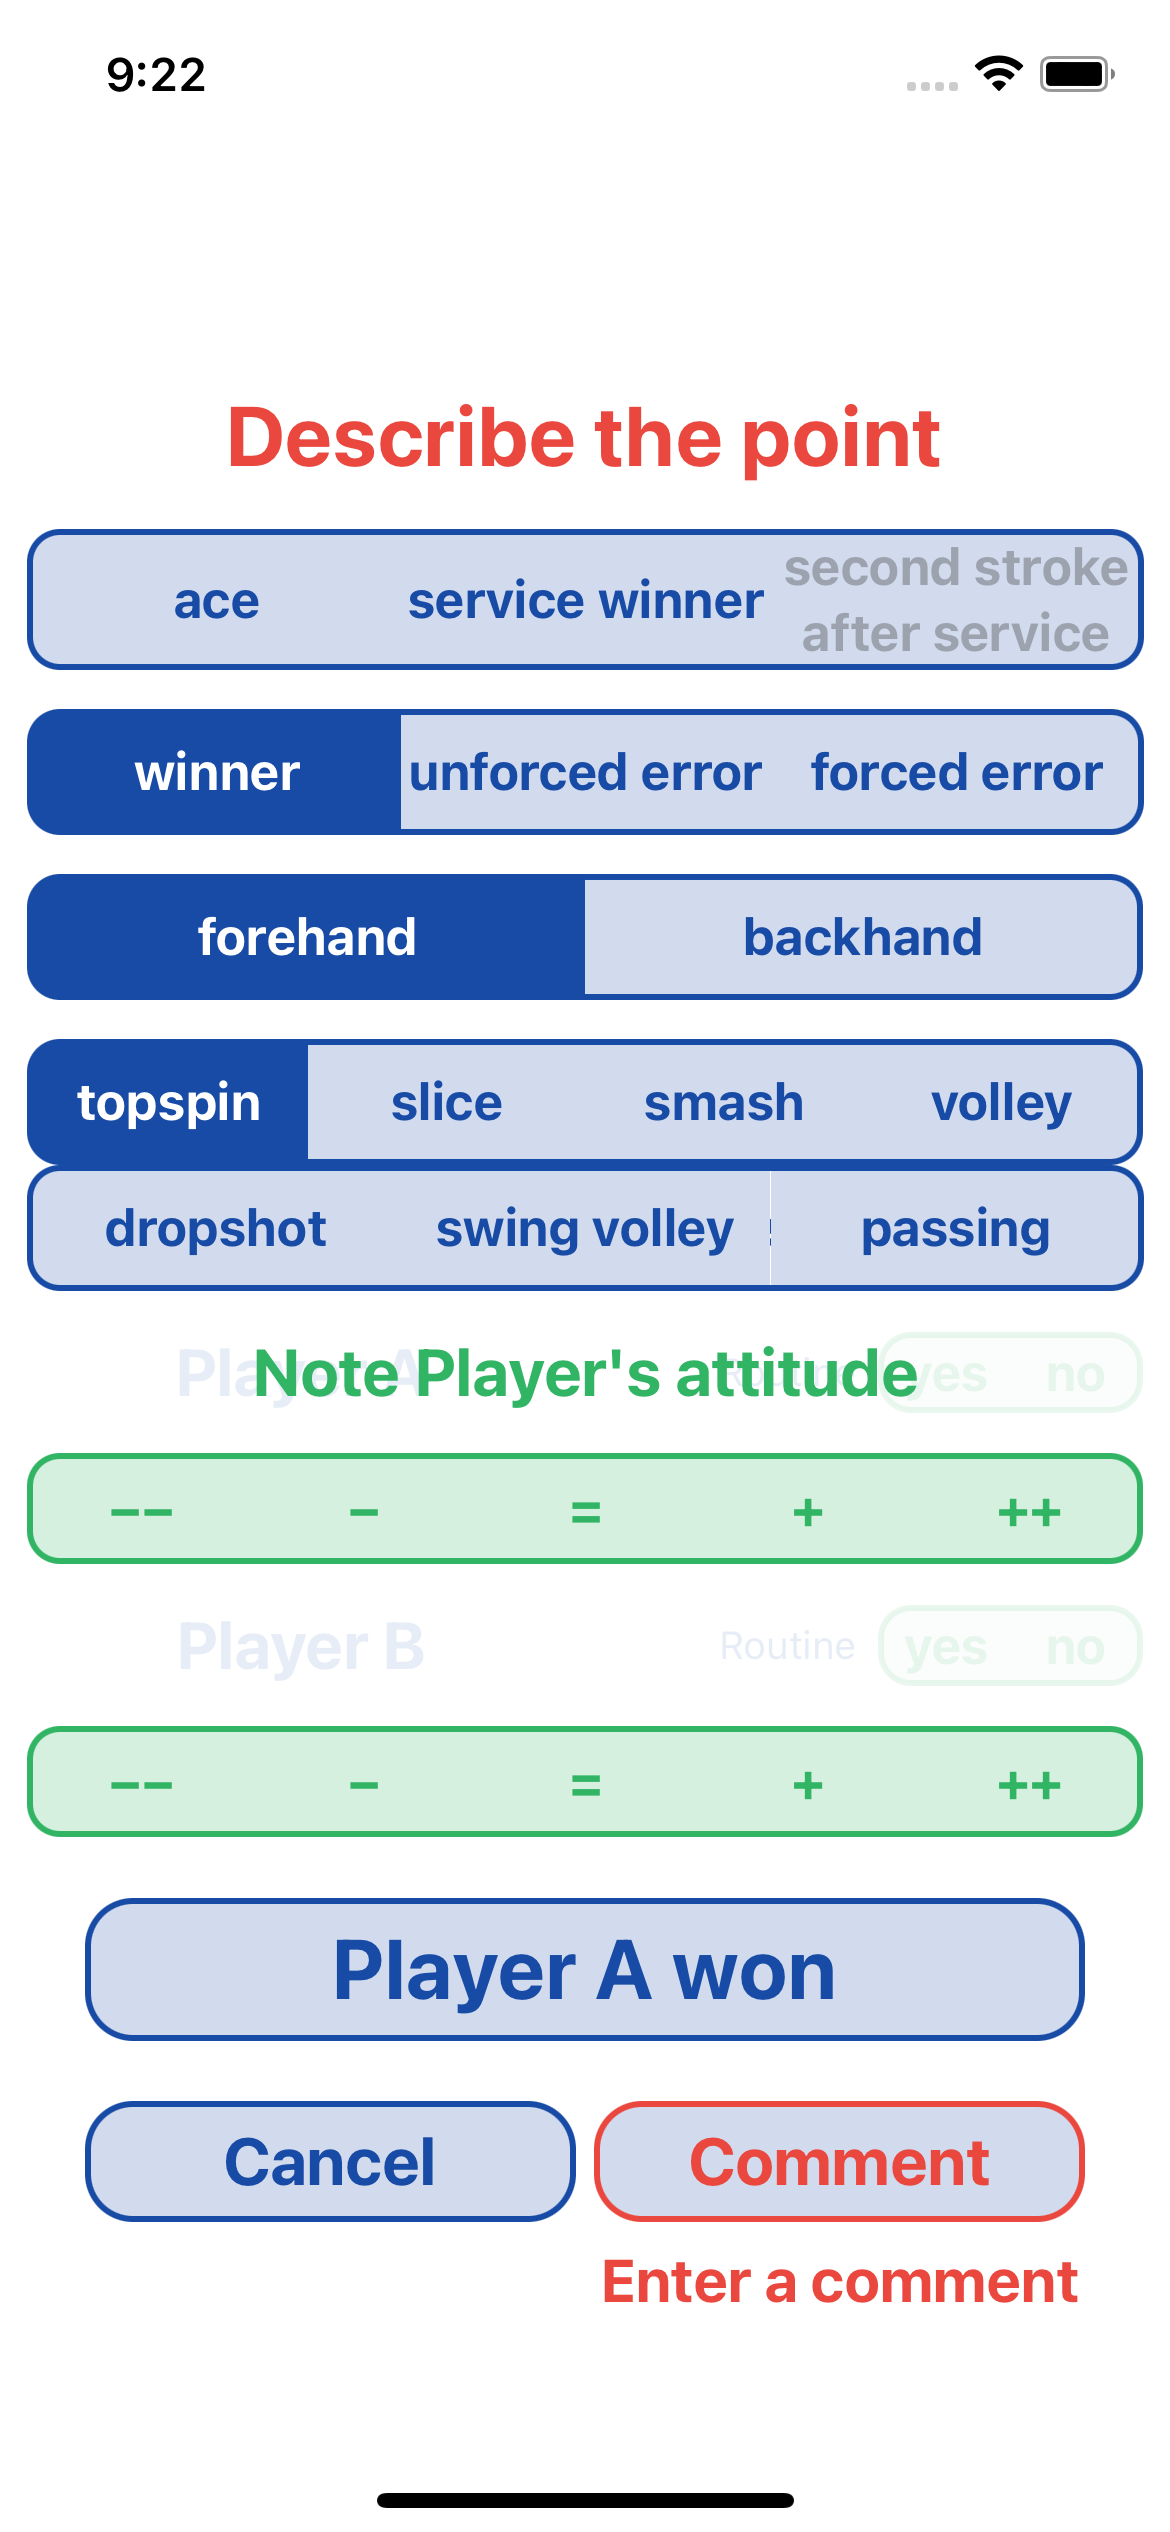 9:22
Describe the point
ace service winner second stroke after service
winner unforced error forced error
forehand backhand
topspin slice smash volley
dropshot swing volley passing
Player A Routine yes no
Note Player's attitude
-- - = + ++
Player B Routine yes no
-- - = + ++
Player A won
Cancel Comment
Enter a comment